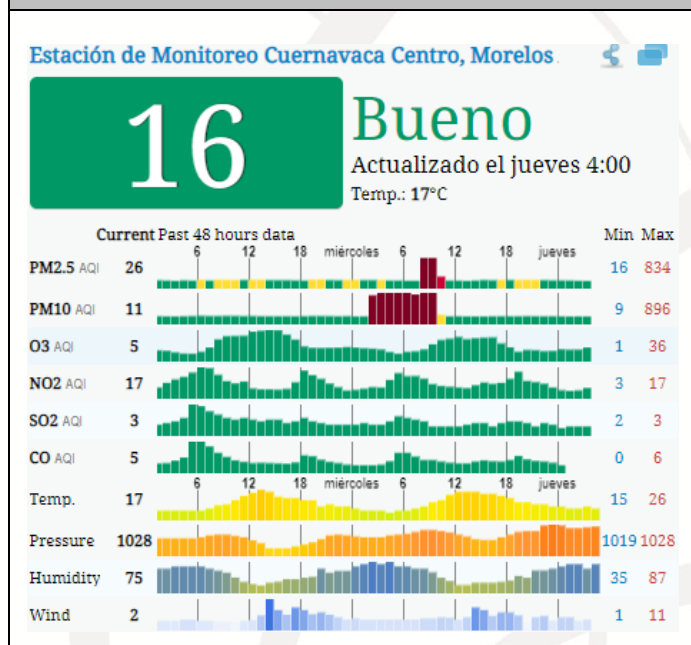 Estación de Monitoreo Cuernavaca Centro, Morelos
16
Bueno
Actualizado el jueves 4:00
Temp.: 17°C
Current Past 48 hours data Min Max
6 12 18 miércoles 6 12 18 jueves
PM2.5 AQI 26 16 834
PM10 AQI 11 9 896
O3 AQI 5 1 36
NO2 AQI 17 3 17
SO2 AQI 3 2 3
CO AQI 5 0 6
6 12 18 miércoles 6 12 18 jueves
Temp. 17 15 26
Pressure 1028 1019 1028
Humidity 75 35 87
Wind 2 1 11